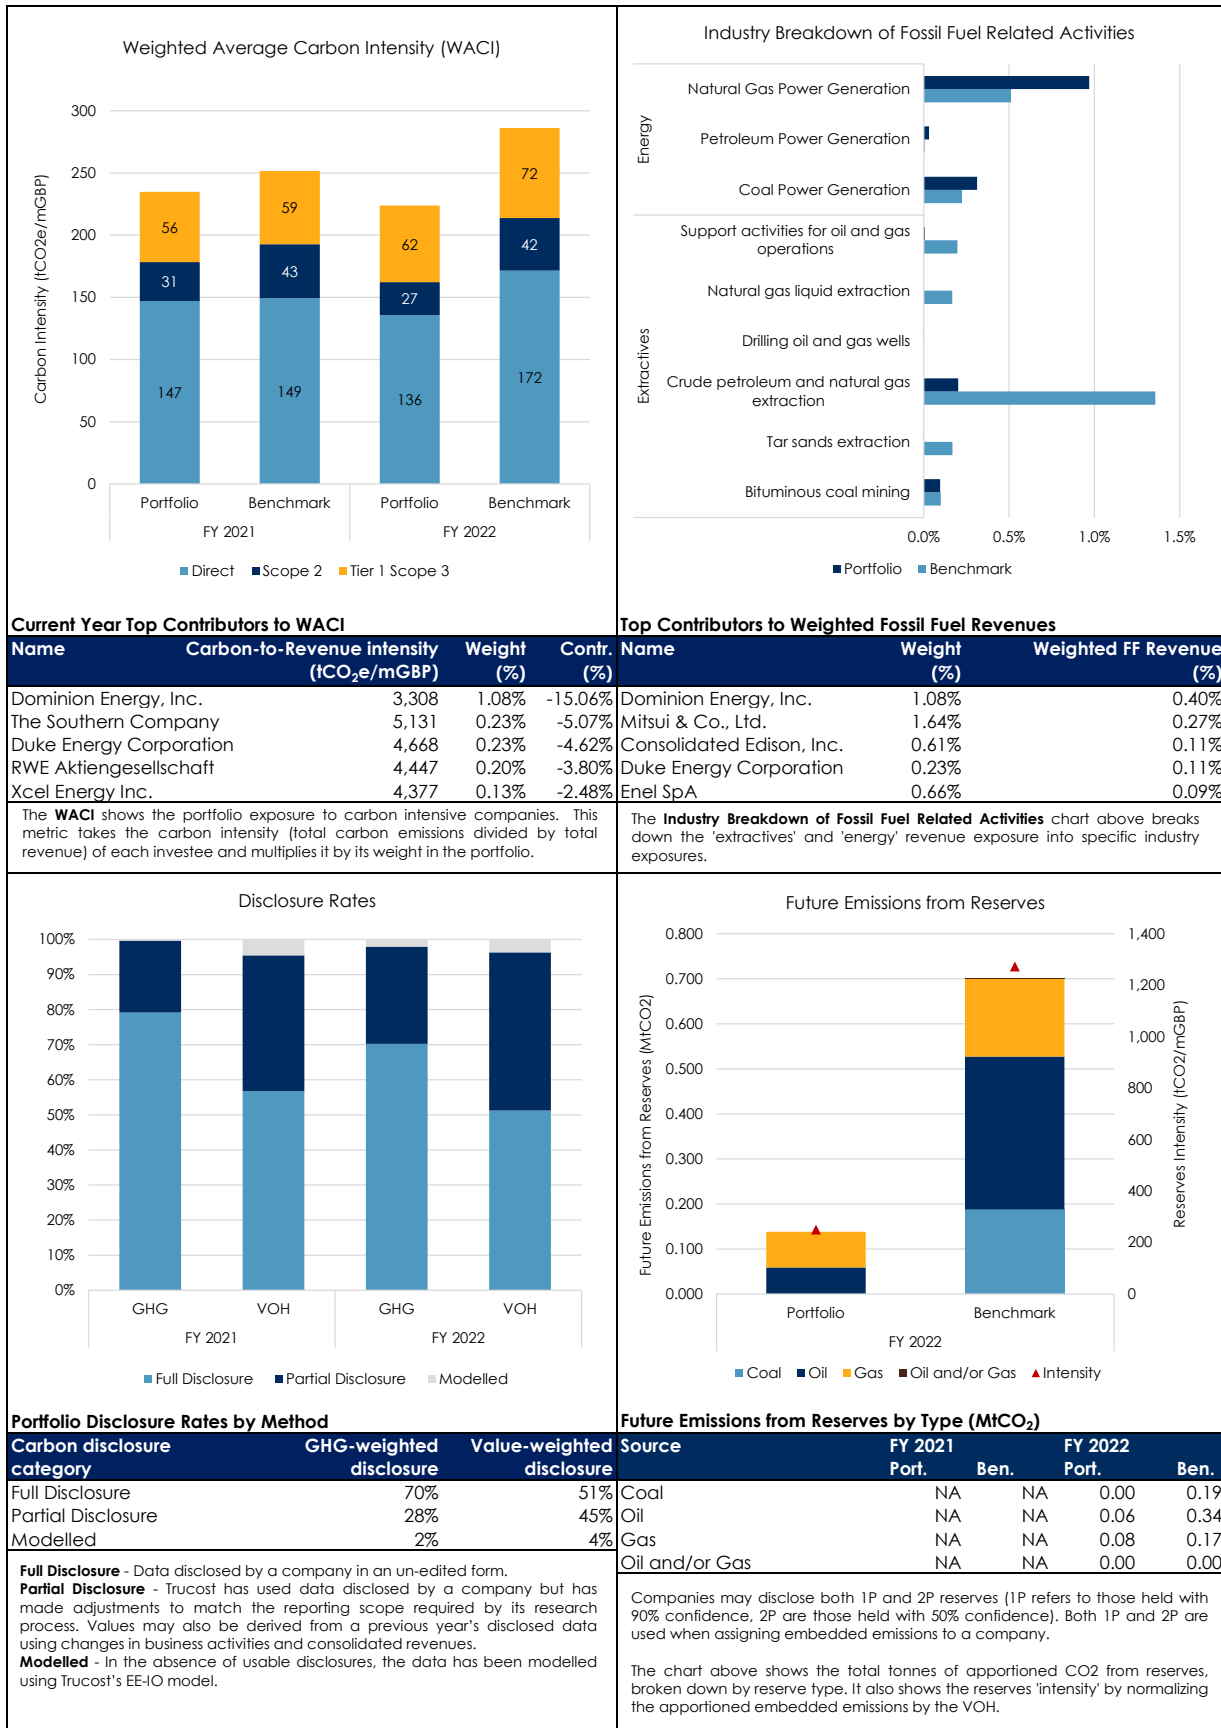 Weighted Average Carbon Intensity (WACI)
300
250
200
150
100
50
0
Carbon Intensity (tCO2e/mGBP)
56
31
147
59
43
149
62
27
136
72
42
172
Portfolio
Benchmark
Portfolio
Benchmark
FY 2021
FY 2022
Direct
Scope 2
Tier 1 Scope 3
Industry Breakdown of Fossil Fuel Related Activities
Energy
Natural Gas Power Generation
Petroleum Power Generation
Coal Power Generation
Extractives
Support activities for oil and gas
operations
Natural gas liquid extraction
Drilling oil and gas wells
Crude petroleum and natural gas
extraction
Tar sands extraction
Bituminous coal mining
0.0%
0.5%
1.0%
1.5%
Portfolio
Benchmark
Current Year Top Contributors to WACI
Name Carbon-to-Revenue intensity Weight Contr.
(tCO2e/mGBP) (%) (%)
Dominion Energy, Inc. 3,308 1.08% -15.06%
The Southern Company 5,131 0.23% -5.07%
Duke Energy Corporation 4,668 0.23% -4.62%
RWE Aktiengesellschaft 4,447 0.20% -3.80%
Xcel Energy Inc. 4,377 0.13% -2.48%
The WACI shows the portfolio exposure to carbon intensive companies. This
metric takes the carbon intensity (total carbon emissions divided by total
revenue) of each investee and multiplies it by its weight in the portfolio.
Top Contributors to Weighted Fossil Fuel Revenues
Name Weight Weighted FF Revenue
(%) (%)
Dominion Energy, Inc. 1.08% 0.40%
Mitsui & Co., Ltd. 1.64% 0.27%
Consolidated Edison, Inc. 0.61% 0.11%
Duke Energy Corporation 0.23% 0.11%
Enel SpA 0.66% 0.09%
The Industry Breakdown of Fossil Fuel Related Activities chart above breaks
down the 'extractives' and 'energy' revenue exposure into specific industry
exposures.
Disclosure Rates
100%
90%
80%
70%
60%
50%
40%
30%
20%
10%
0%
GHG
VOH
GHG
VOH
FY 2021
FY 2022
Full Disclosure
Partial Disclosure
Modelled
Future Emissions from Reserves
Future Emissions from Reserves (MtCO2)
0.800
0.700
0.600
0.500
0.400
0.300
0.200
0.100
0.000
1,400
1,200
1,000
800
600
400
200
0
Reserves Intensity (tCO2/mGBP)
Portfolio
Benchmark
FY 2022
Coal
Oil
Gas
Oil and/or Gas
Intensity
Portfolio Disclosure Rates by Method
Carbon disclosure GHG-weighted Value-weighted
category disclosure disclosure
Full Disclosure 70% 51%
Partial Disclosure 28% 45%
Modelled 2% 4%
Full Disclosure - Data disclosed by a company in an un-edited form.
Partial Disclosure - Trucost has used data disclosed by a company but has
made adjustments to match the reporting scope required by its research
process. Values may also be derived from a previous year's disclosed data
using changes in business activities and consolidated revenues.
Modelled - In the absence of usable disclosures, the data has been modelled
using Trucost's EE-IO model.
Future Emissions from Reserves by Type (MtCO2)
Source FY 2021 FY 2022
Port. Ben. Port. Ben.
Coal NA NA 0.00 0.19
Oil NA NA 0.06 0.34
Gas NA NA 0.08 0.17
Oil and/or Gas NA NA 0.00 0.00
Companies may disclose both 1P and 2P reserves (1P refers to those held with
90% confidence, 2P are those held with 50% confidence). Both 1P and 2P are
used when assigning embedded emissions to a company.
The chart above shows the total tonnes of apportioned CO2 from reserves,
broken down by reserve type. It also shows the reserves 'intensity' by normalizing
the apportioned embedded emissions by the VOH.